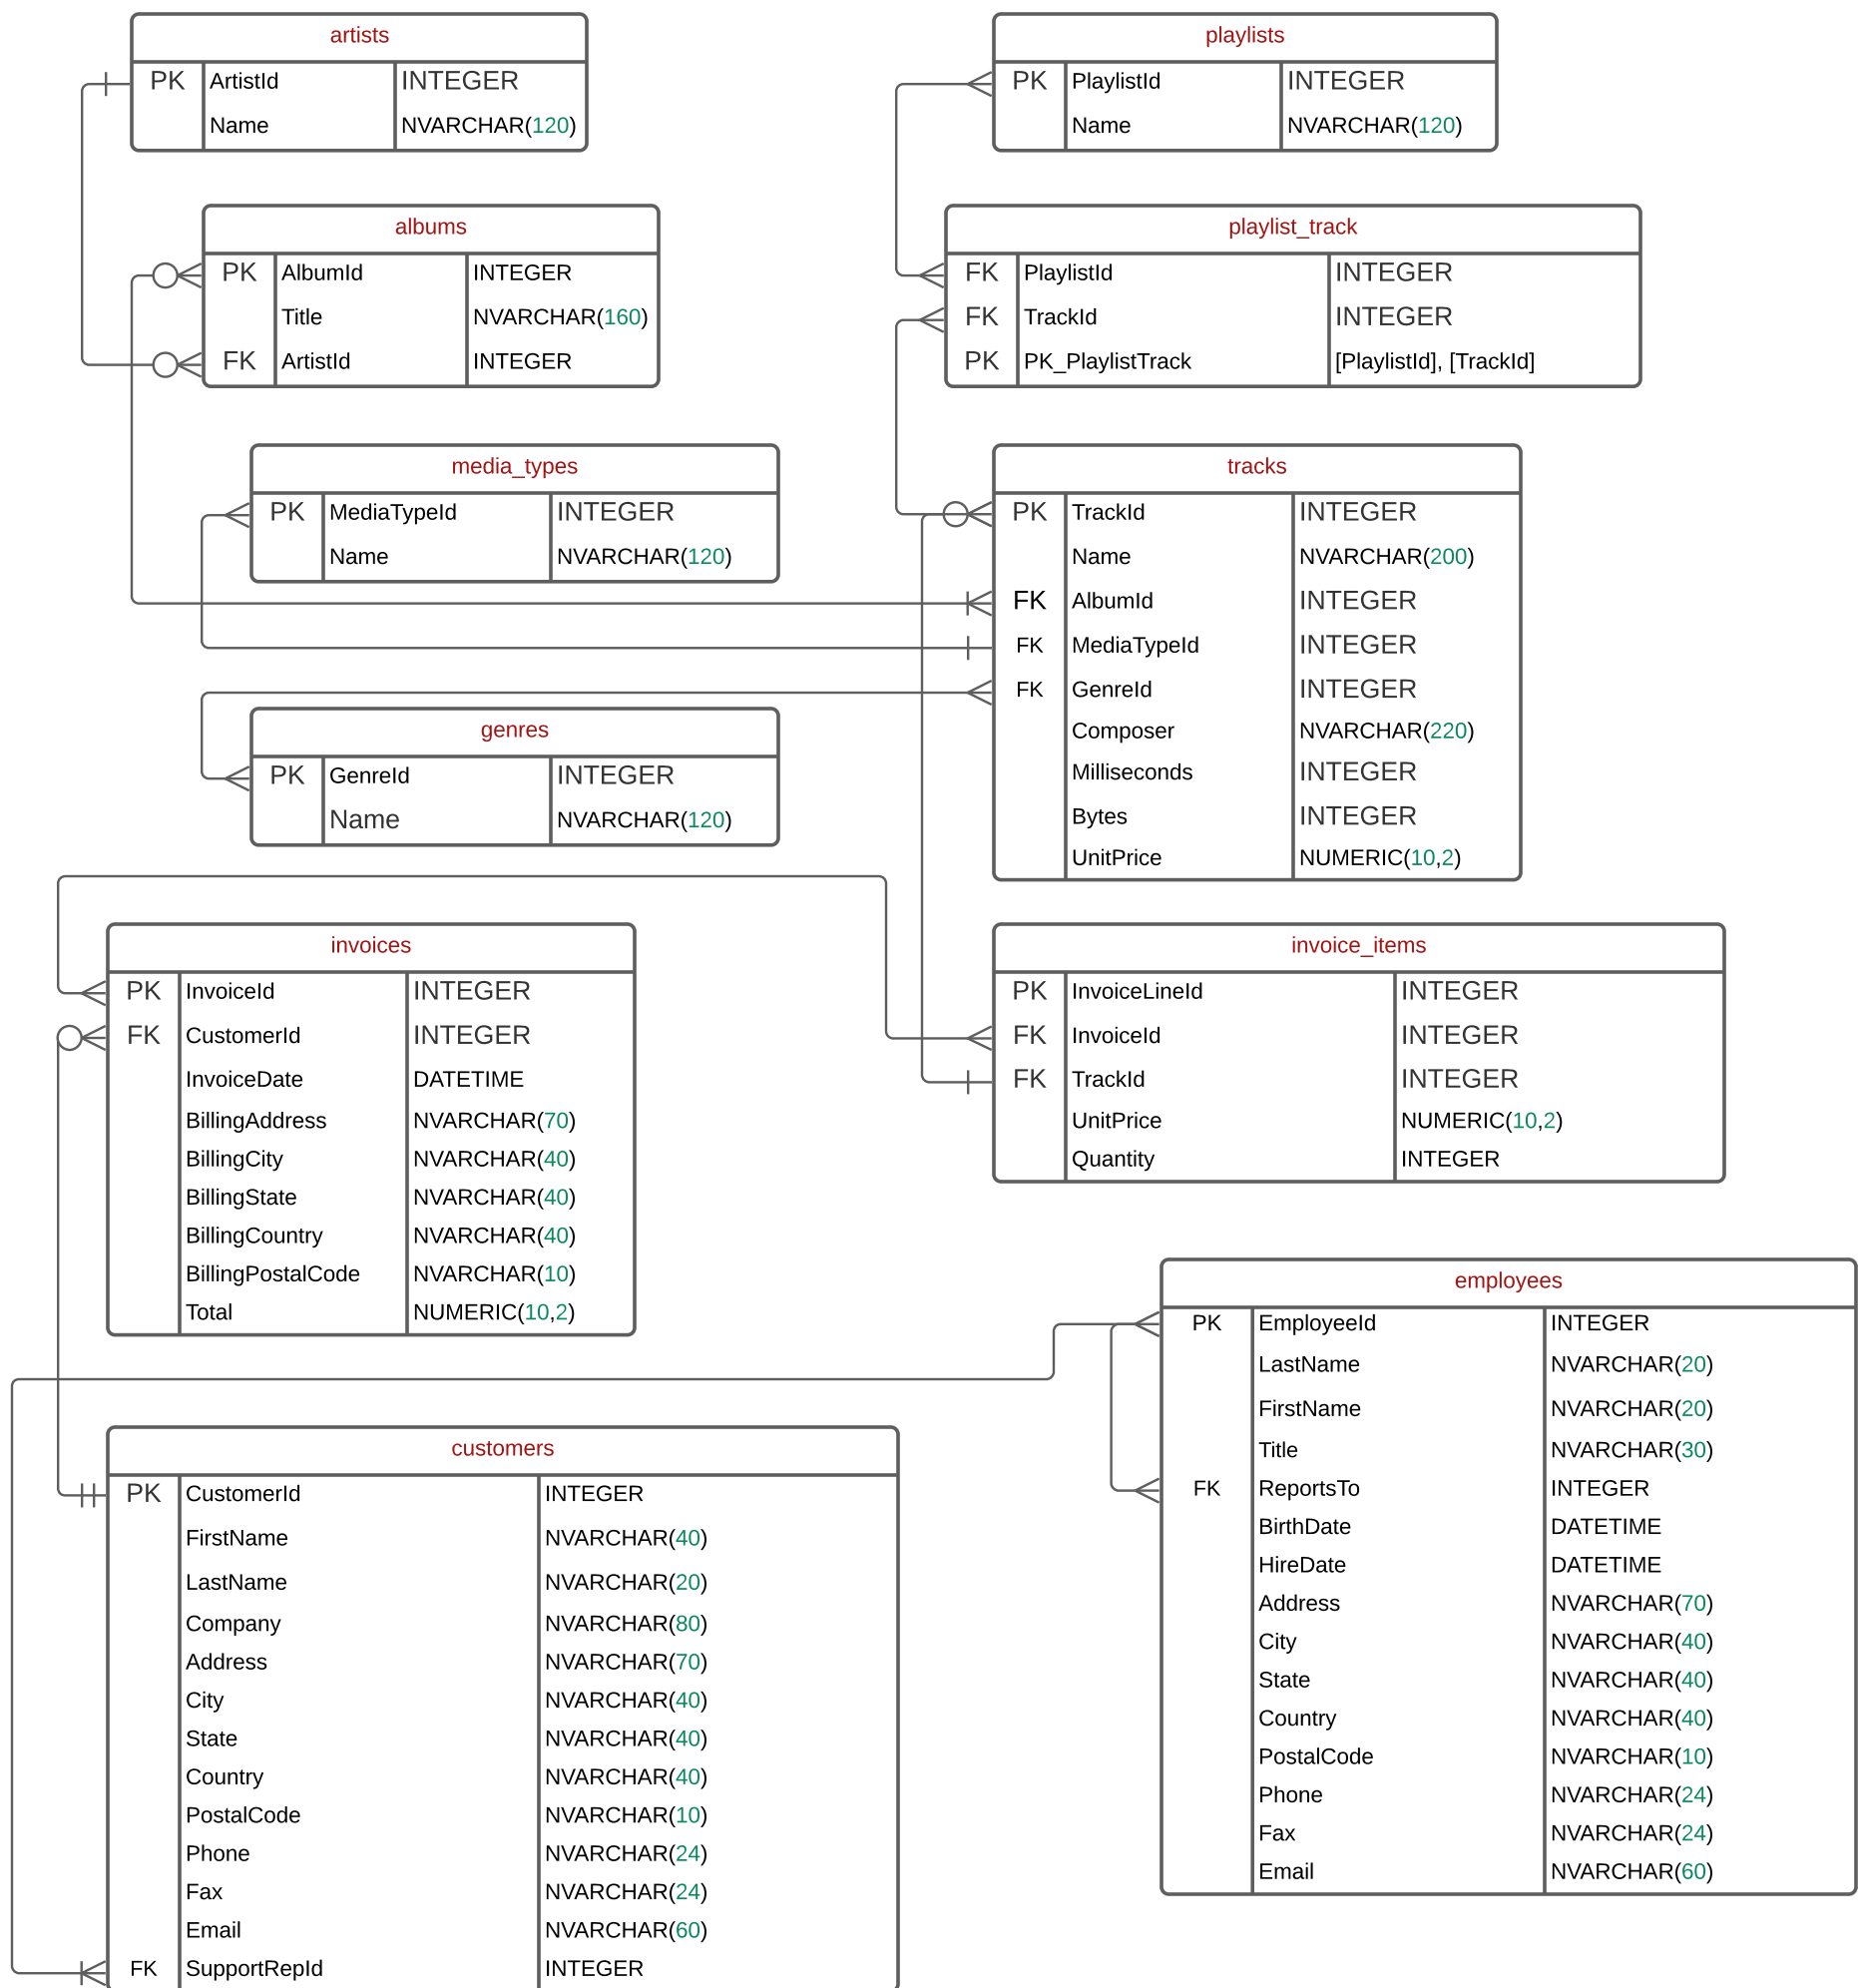 artists
PK ArtistId INTEGER
Name NVARCHAR(120)
playlists
PK PlaylistId INTEGER
Name NVARCHAR(120)
albums
PK AlbumId INTEGER
Title NVARCHAR(160)
FK ArtistId INTEGER
playlist_track
FK PlaylistId INTEGER
FK TrackId INTEGER
PK PK_PlaylistTrack [PlaylistId], [TrackId]
media_types
PK MediaTypeId INTEGER
Name NVARCHAR(120)
tracks
PK TrackId INTEGER
Name NVARCHAR(200)
FK AlbumId INTEGER
FK MediaTypeId INTEGER
FK GenreId INTEGER
Composer NVARCHAR(220)
Milliseconds INTEGER
Bytes INTEGER
UnitPrice NUMERIC(10,2)
genres
PK GenreId INTEGER
Name NVARCHAR(120)
invoices
PK InvoiceId INTEGER
FK CustomerId INTEGER
InvoiceDate DATETIME
BillingAddress NVARCHAR(70)
BillingCity NVARCHAR(40)
BillingState NVARCHAR(40)
BillingCountry NVARCHAR(40)
BillingPostalCode NVARCHAR(10)
Total NUMERIC(10,2)
invoice_items
PK InvoiceLineId INTEGER
FK InvoiceId INTEGER
FK TrackId INTEGER
UnitPrice NUMERIC(10,2)
Quantity INTEGER
employees
PK EmployeeId INTEGER
LastName NVARCHAR(20)
FirstName NVARCHAR(20)
Title NVARCHAR(30)
FK ReportsTo INTEGER
BirthDate DATETIME
HireDate DATETIME
Address NVARCHAR(70)
City NVARCHAR(40)
State NVARCHAR(40)
Country NVARCHAR(40)
PostalCode NVARCHAR(10)
Phone NVARCHAR(24)
Fax NVARCHAR(24)
Email NVARCHAR(60)
customers
PK CustomerId INTEGER
FirstName NVARCHAR(40)
LastName NVARCHAR(20)
Company NVARCHAR(80)
Address NVARCHAR(70)
City NVARCHAR(40)
State NVARCHAR(40)
Country NVARCHAR(40)
PostalCode NVARCHAR(10)
Phone NVARCHAR(24)
Fax NVARCHAR(24)
Email NVARCHAR(60)
FK SupportRepId INTEGER